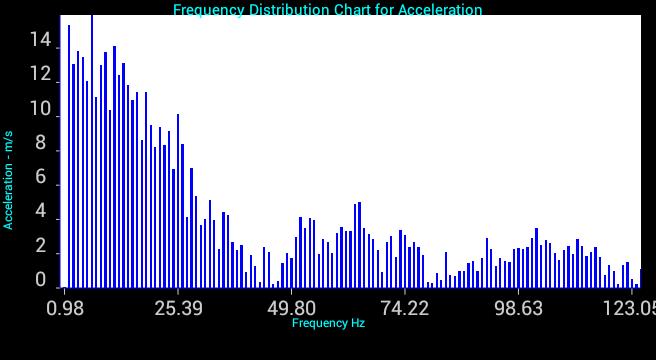 Frequency Distribution Chart for Acceleration
14
12
10
8
6
4
2
0
Acceleration - m/s
0.98 25.39 49.80 74.22 98.63 123.05
Frequency Hz